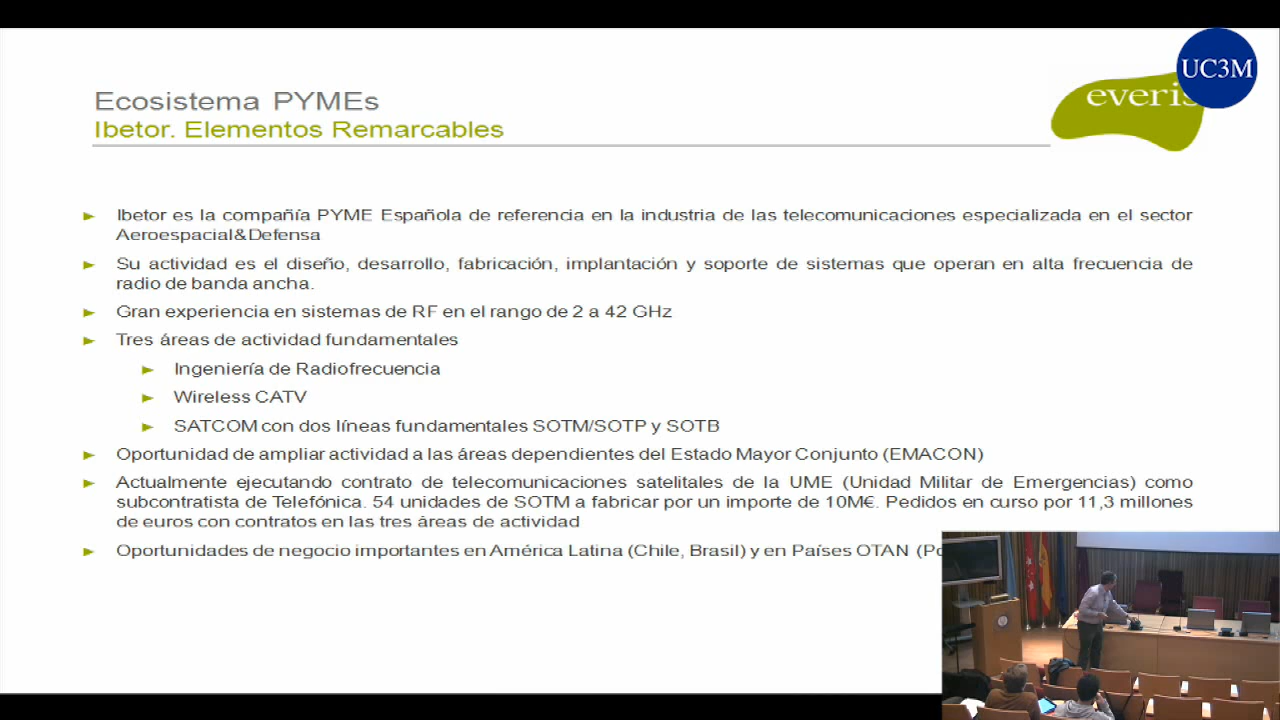 UC3M
everis
Ecosistema PYMEs
Ibetor. Elementos Remarcables
Ibetor es la compañía PYME Española de referencia en la industria de las telecomunicaciones especializada en el sector
Aeroespacial&Defensa
Su actividad es el diseño, desarrollo, fabricación, implantación y soporte de sistemas que operan en alta frecuencia de
radio de banda ancha.
Gran experiencia en sistemas de RF en el rango de 2 a 42 GHz
Tres áreas de actividad fundamentales
Ingeniería de Radiofrecuencia
Wireless CATV
SATCOM con dos líneas fundamentales SOTM/SOTP y SOTB
Oportunidad de ampliar actividad a las áreas dependientes del Estado Mayor Conjunto (EMACON)
Actualmente ejecutando contrato de telecomunicaciones satelitales de la UME (Unidad Militar de Emergencias) como
subcontratista de Telefónica. 54 unidades de SOTM a fabricar por un importe de 10M€. Pedidos en curso por 11,3 millones
de euros con contratos en las tres áreas de actividad
Oportunidades de negocio importantes en América Latina (Chile, Brasil) y en Países OTAN